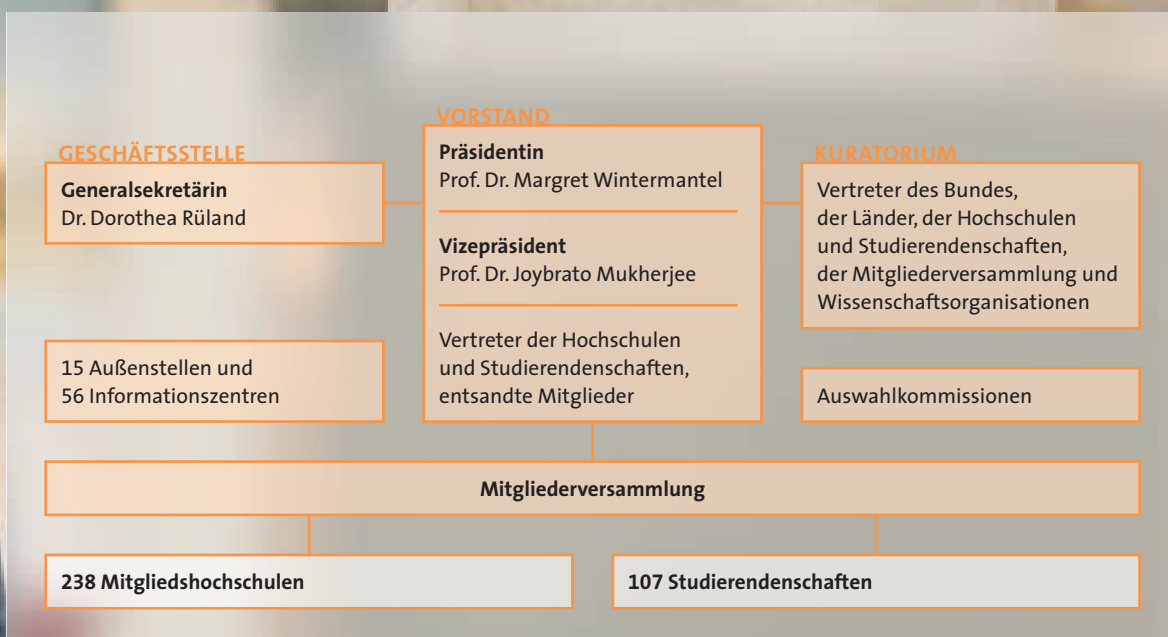 GESCHÄFTSSTELLE
Generalsekretärin
Dr. Dorothea Rüland
15 Außenstellen und
56 Informationszentren
VORSTAND
Präsidentin
Prof. Dr. Margret Wintermantel
Vizepräsident
Prof. Dr. Joybrato Mukherjee
Vertreter der Hochschulen
und Studierendenschaften,
entsandte Mitglieder
KURATORIUM
Vertreter des Bundes,
der Länder, der Hochschulen
und Studierendenschaften,
der Mitgliederversammlung und
Wissenschaftsorganisationen
Auswahlkommissionen
Mitgliederversammlung
238 Mitgliedshochschulen
107 Studierendenschaften